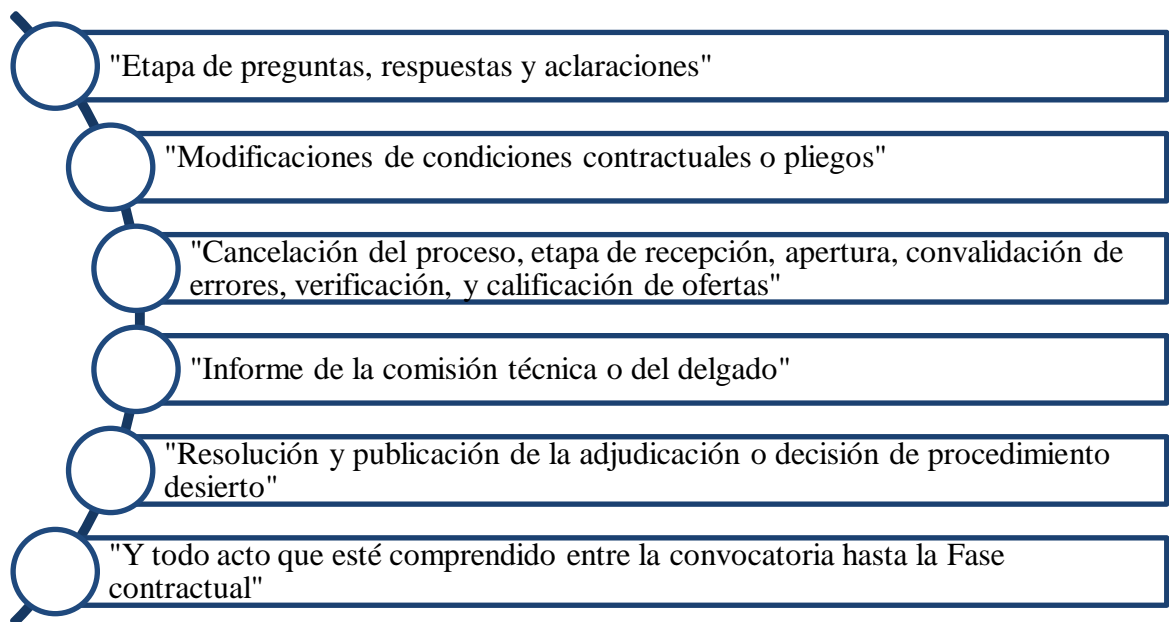 "Etapa de preguntas, respuestas y aclaraciones"
"Modificaciones de condiciones contractuales o pliegos"
"Cancelación del proceso, etapa de recepción, apertura, convalidación de
errores, verificación, y calificación de ofertas"
"Informe de la comisión técnica o del delgado"
"Resolución y publicación de la adjudicación o decisión de procedimiento
desierto"
"Y todo acto que esté comprendido entre la convocatoria hasta la Fase
contractual"